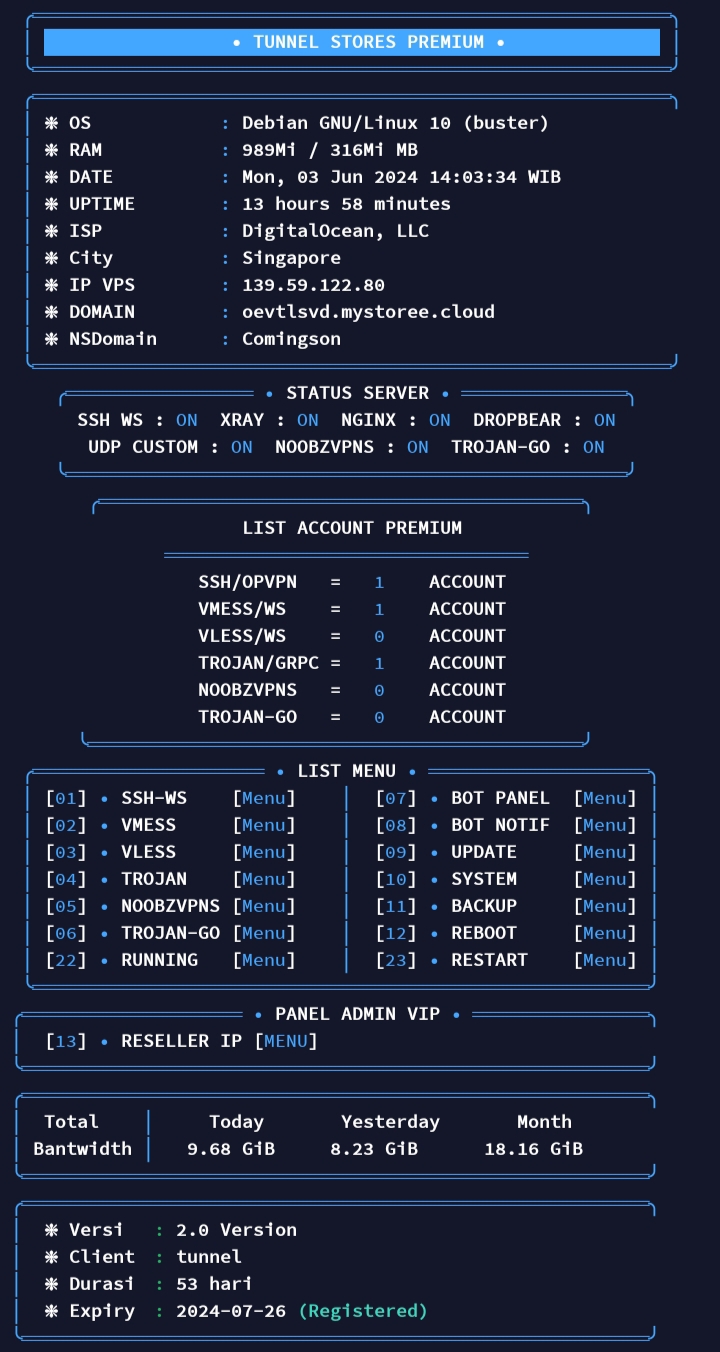 • TUNNEL STORES PREMIUM •
❈ OS : Debian GNU/Linux 10 (buster)
❈ RAM : 989Mi / 316Mi MB
❈ DATE : Mon, 03 Jun 2024 14:03:34 WIB
❈ UPTIME : 13 hours 58 minutes
❈ ISP : DigitalOcean, LLC
❈ City : Singapore
❈ IP VPS : 139.59.122.80
❈ DOMAIN : oevtlsvd.mystoree.cloud
❈ NSDomain : Comingson
• STATUS SERVER •
SSH WS : ON XRAY : ON NGINX : ON DROPBEAR : ON
UDP CUSTOM : ON NOOBZVPNS : ON TROJAN-GO : ON
LIST ACCOUNT PREMIUM
SSH/OPVPN = 1 ACCOUNT
VMESS/WS = 1 ACCOUNT
VLESS/WS = 0 ACCOUNT
TROJAN/GRPC = 1 ACCOUNT
NOOBZVPNS = 0 ACCOUNT
TROJAN-GO = 0 ACCOUNT
• LIST MENU •
[01] • SSH-WS [Menu] | [07] • BOT PANEL [Menu]
[02] • VMESS [Menu] | [08] • BOT NOTIF [Menu]
[03] • VLESS [Menu] | [09] • UPDATE [Menu]
[04] • TROJAN [Menu] | [10] • SYSTEM [Menu]
[05] • NOOBZVPNS [Menu] | [11] • BACKUP [Menu]
[06] • TROJAN-GO [Menu] | [12] • REBOOT [Menu]
[22] • RUNNING [Menu] | [23] • RESTART [Menu]
• PANEL ADMIN VIP •
[13] • RESELLER IP [MENU]
Total | Today Yesterday Month
Bantwidth | 9.68 GiB 8.23 GiB 18.16 GiB
❈ Versi : 2.0 Version
❈ Client : tunnel
❈ Durasi : 53 hari
❈ Expiry : 2024-07-26 (Registered)